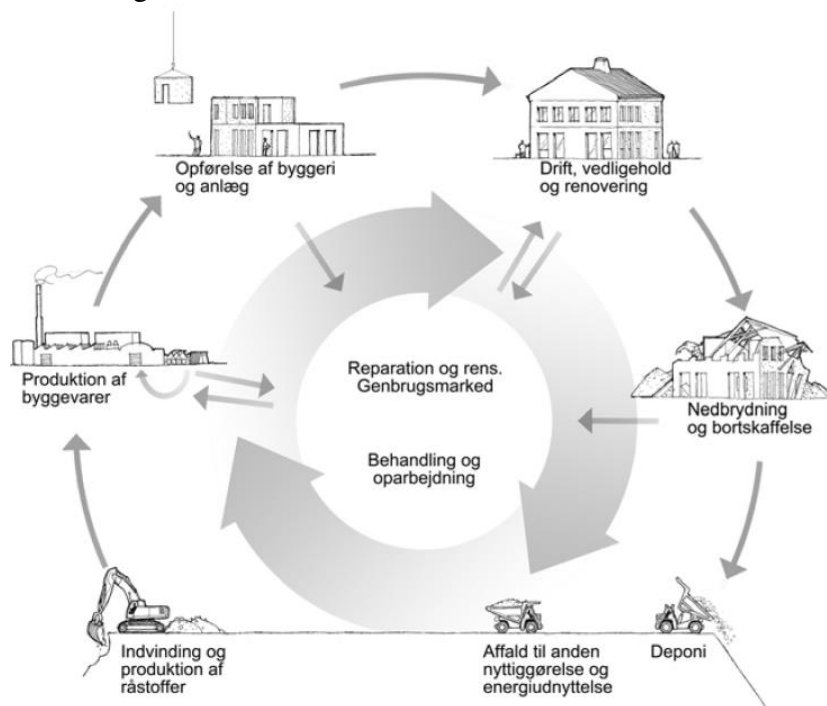 Opførelse af byggeri
og anlæg
Drift, vedligehold
og renovering
Produktion af
byggevarer
Reparation og rens.
Genbrugsmarked
Nedbrydning
og bortskaffelse
Behandling og
oparbejdning
Indvinding og
produktion af
råstoffer
Affald til anden
nyttiggørelse og
energiudnyttelse
Deponi